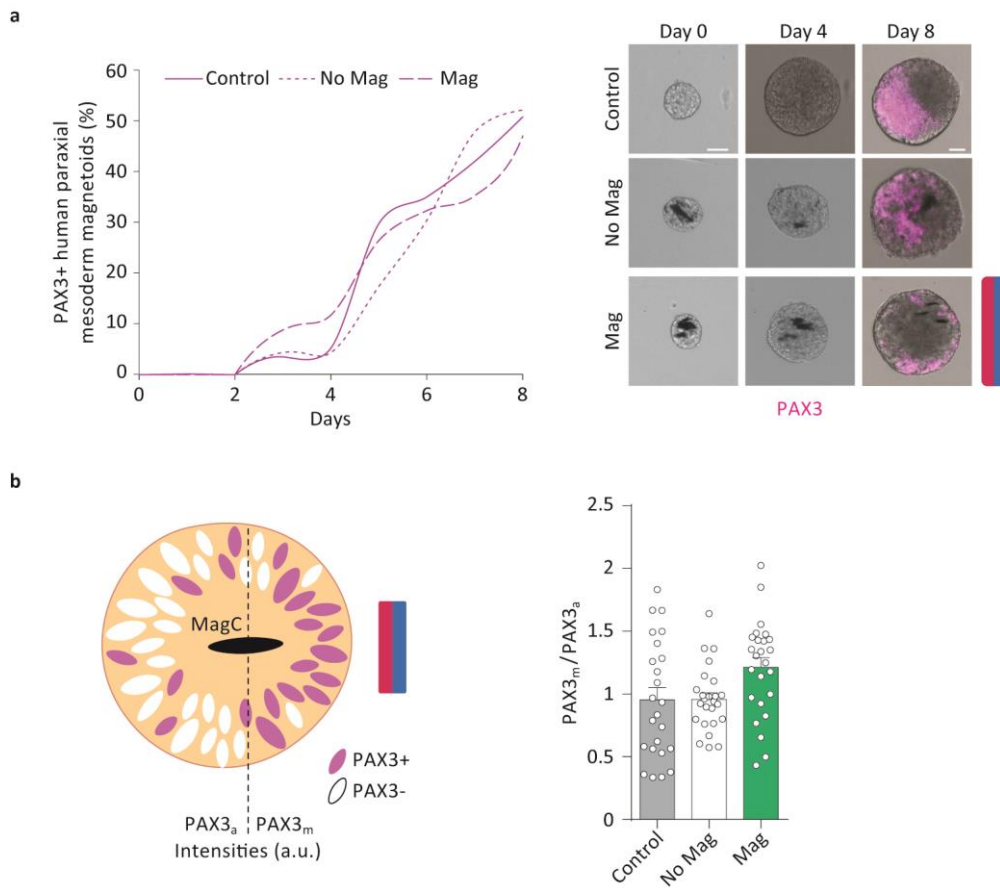 a
60
50
40
30
20
10
0
PAX3+ human paraxial
mesoderm magnetoids (%)
Control
No Mag
Mag
0
2
4
6
8
Days
Day 0
Day 4
Day 8
Control
No Mag
Mag
PAX3
b
MagC
PAX3+
PAX3-
PAX3a
PAX3m
Intensities (a.u.)
PAX3m/PAX3a
2.5
2
1.5
1
0.5
0
Control
No Mag
Mag